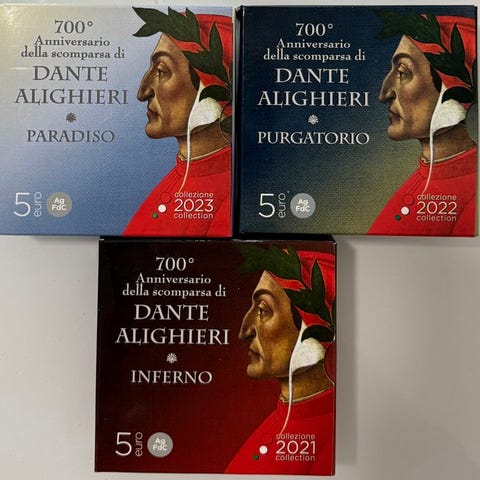 700°
Anniversario
della scomparsa di
DANTE
ALIGHIERI
PARADISO
5 euro
Ag
FdC
collezione
2023
collection
700°
Anniversario
della scomparsa di
DANTE
ALIGHIERI
PURGATORIO
5 euro
Ag
FdC
collezione
2022
collection
700°
Anniversario
della scomparsa di
DANTE
ALIGHIERI
INFERNO
5 euro
Ag
FdC
collezione
2021
collection